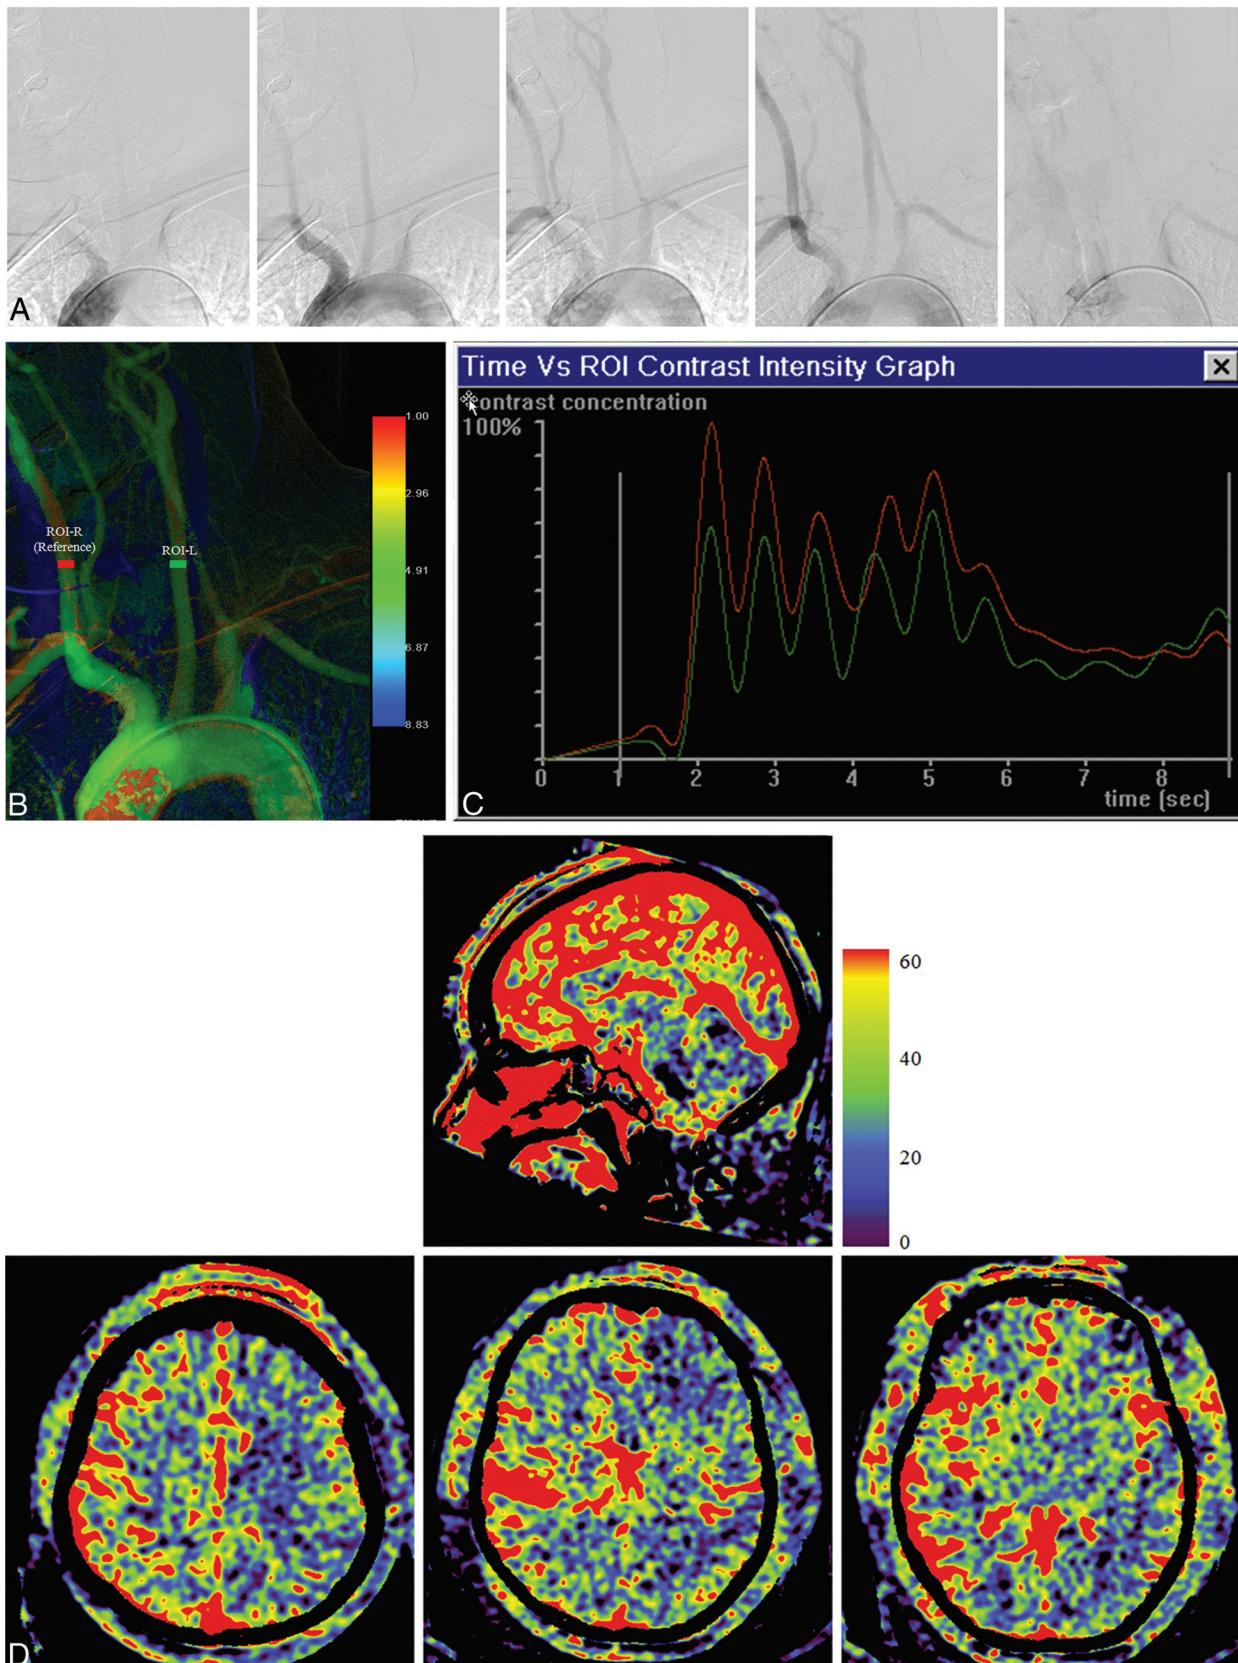 A
ROI-R
(Reference)
ROI-L
1.00
2.96
4.91
6.87
8.83
B
Time Vs ROI Contrast Intensity Graph
contrast concentration
100%
0 1 2 3 4 5 6 7 8
time (sec)
C
60
40
20
0
D